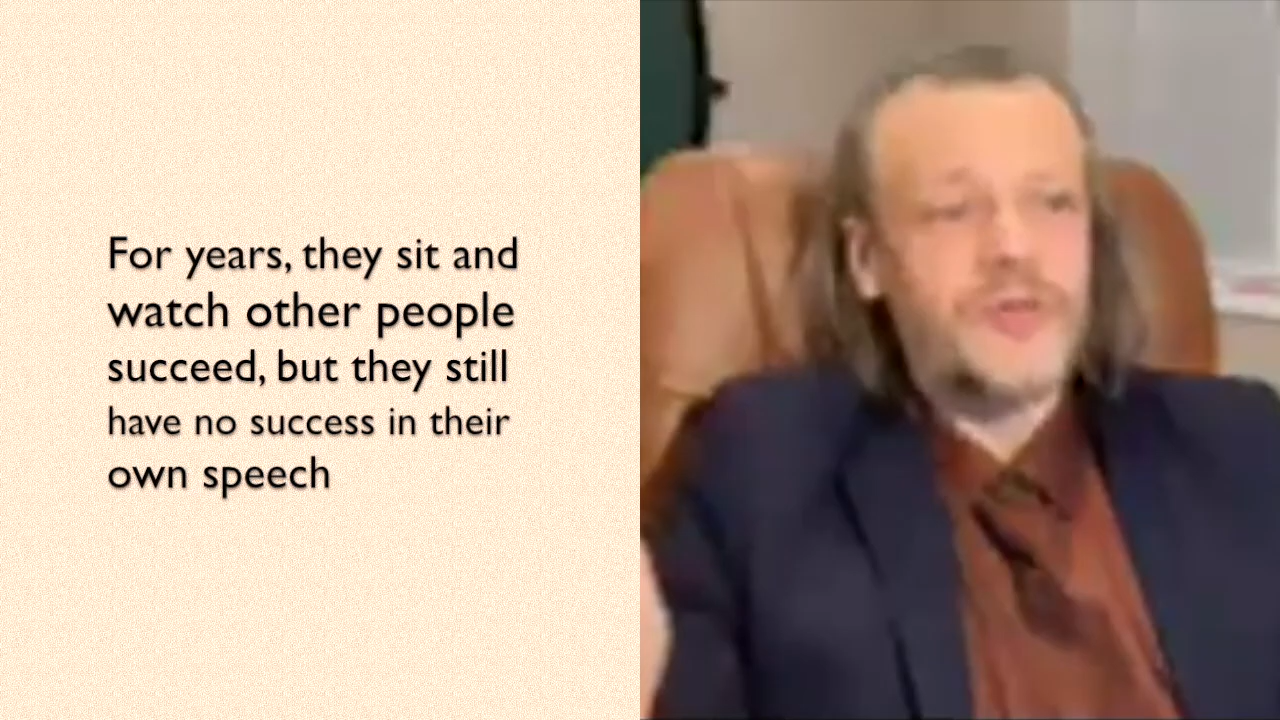 For years, they sit and
watch other people
succeed, but they still
have no success in their
own speech